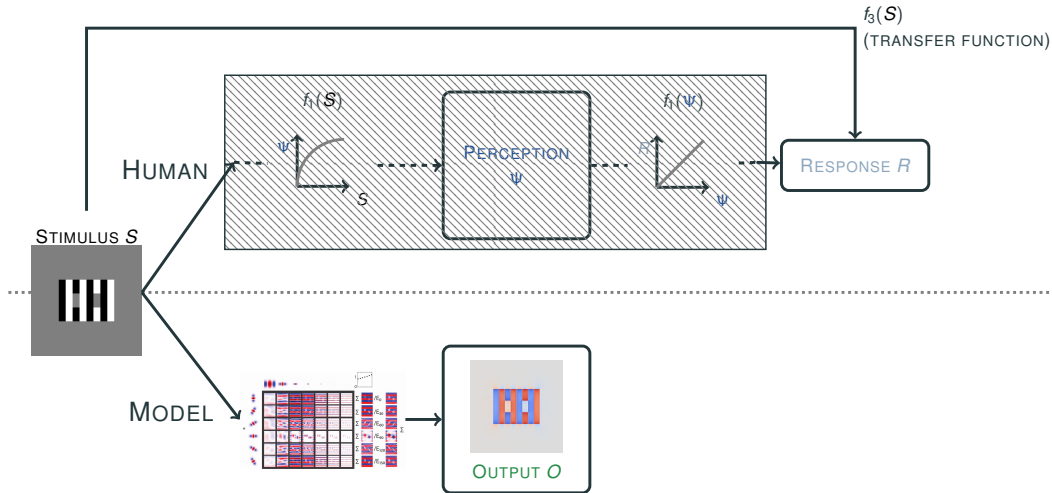 f₃(S)
(TRANSFER FUNCTION)
f₁(S)
f₁(Ψ)
Ψ
S
PERCEPTION
Ψ
R
Ψ
RESPONSE R
HUMAN
STIMULUS S
MODEL
OUTPUT O